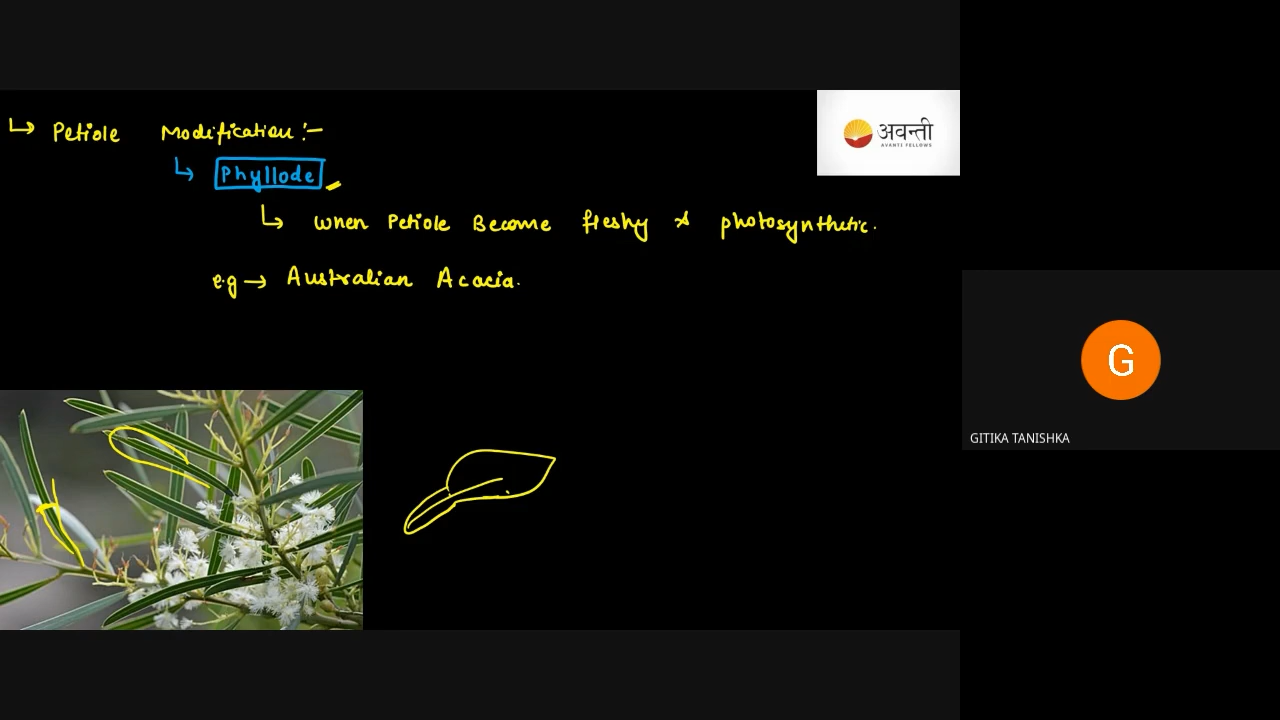 ↳ Petiole Modification :-
↳ Phyllode
↳ when Petiole Become fleshy & photosynthetic.
e.g → Australian Acacia.
अवन्ती
AVANTI FELLOWS
G
GITIKA TANISHKA